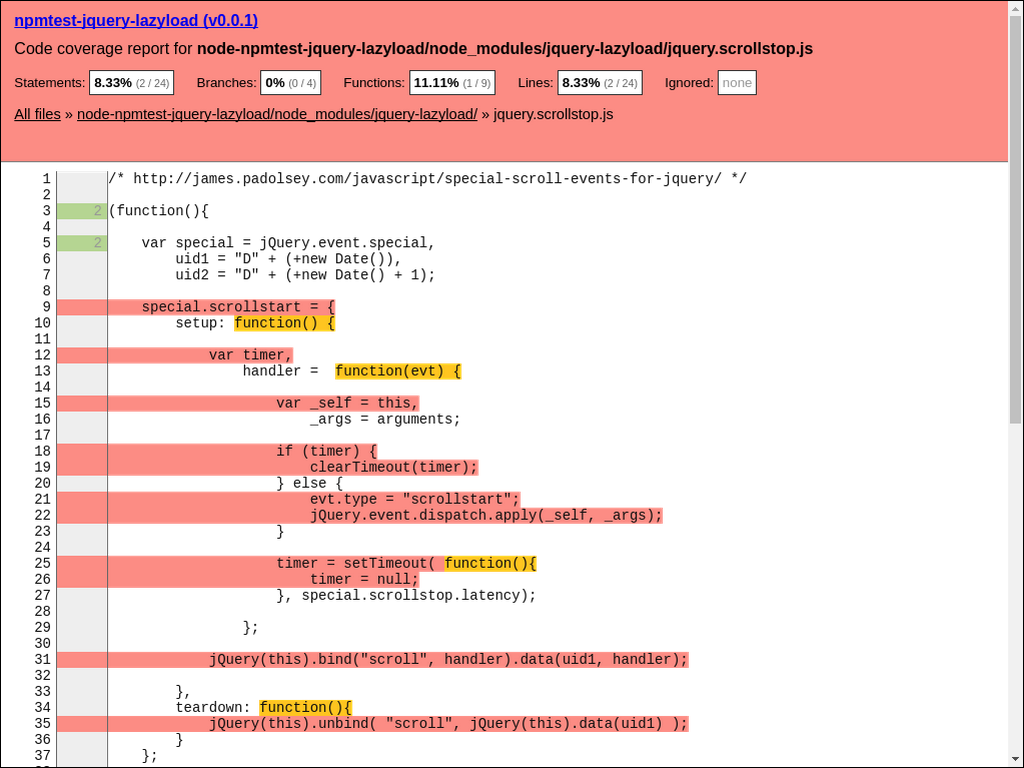 npmtest-jquery-lazyload (v0.0.1)
Code coverage report for node-npmtest-jquery-lazyload/node_modules/jquery-lazyload/jquery.scrollstop.js
Statements: 8.33% (2 / 24) Branches: 0% (0 / 4) Functions: 11.11% (1 / 9) Lines: 8.33% (2 / 24) Ignored: none
All files » node-npmtest-jquery-lazyload/node_modules/jquery-lazyload/ » jquery.scrollstop.js
1 /* http://james.padolsey.com/javascript/special-scroll-events-for-jquery/ */
2
3 2 (function(){
4
5 2 var special = jQuery.event.special,
6 uid1 = "D" + (+new Date()),
7 uid2 = "D" + (+new Date() + 1);
8
9 special.scrollstart = {
10 setup: function() {
11
12 var timer,
13 handler =  function(evt) {
14
15 var _self = this,
16 _args = arguments;
17
18 if (timer) {
19 clearTimeout(timer);
20 } else {
21 evt.type = "scrollstart";
22 jQuery.event.dispatch.apply(_self, _args);
23 }
24
25 timer = setTimeout( function(){
26 timer = null;
27 }, special.scrollstop.latency);
28
29 };
30
31 jQuery(this).bind("scroll", handler).data(uid1, handler);
32
33 },
34 teardown: function(){
35 jQuery(this).unbind( "scroll", jQuery(this).data(uid1) );
36 }
37 };